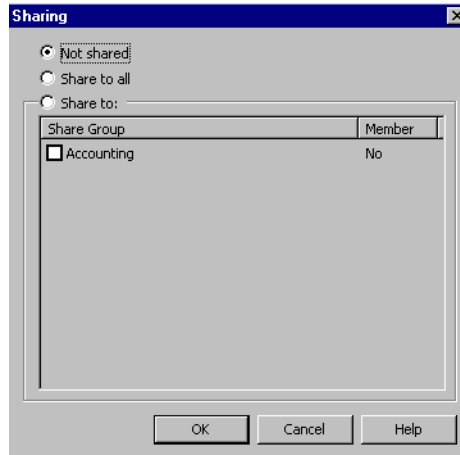 Sharing
Not shared
Share to all
Share to:
Share Group Member
Accounting No
OK Cancel Help